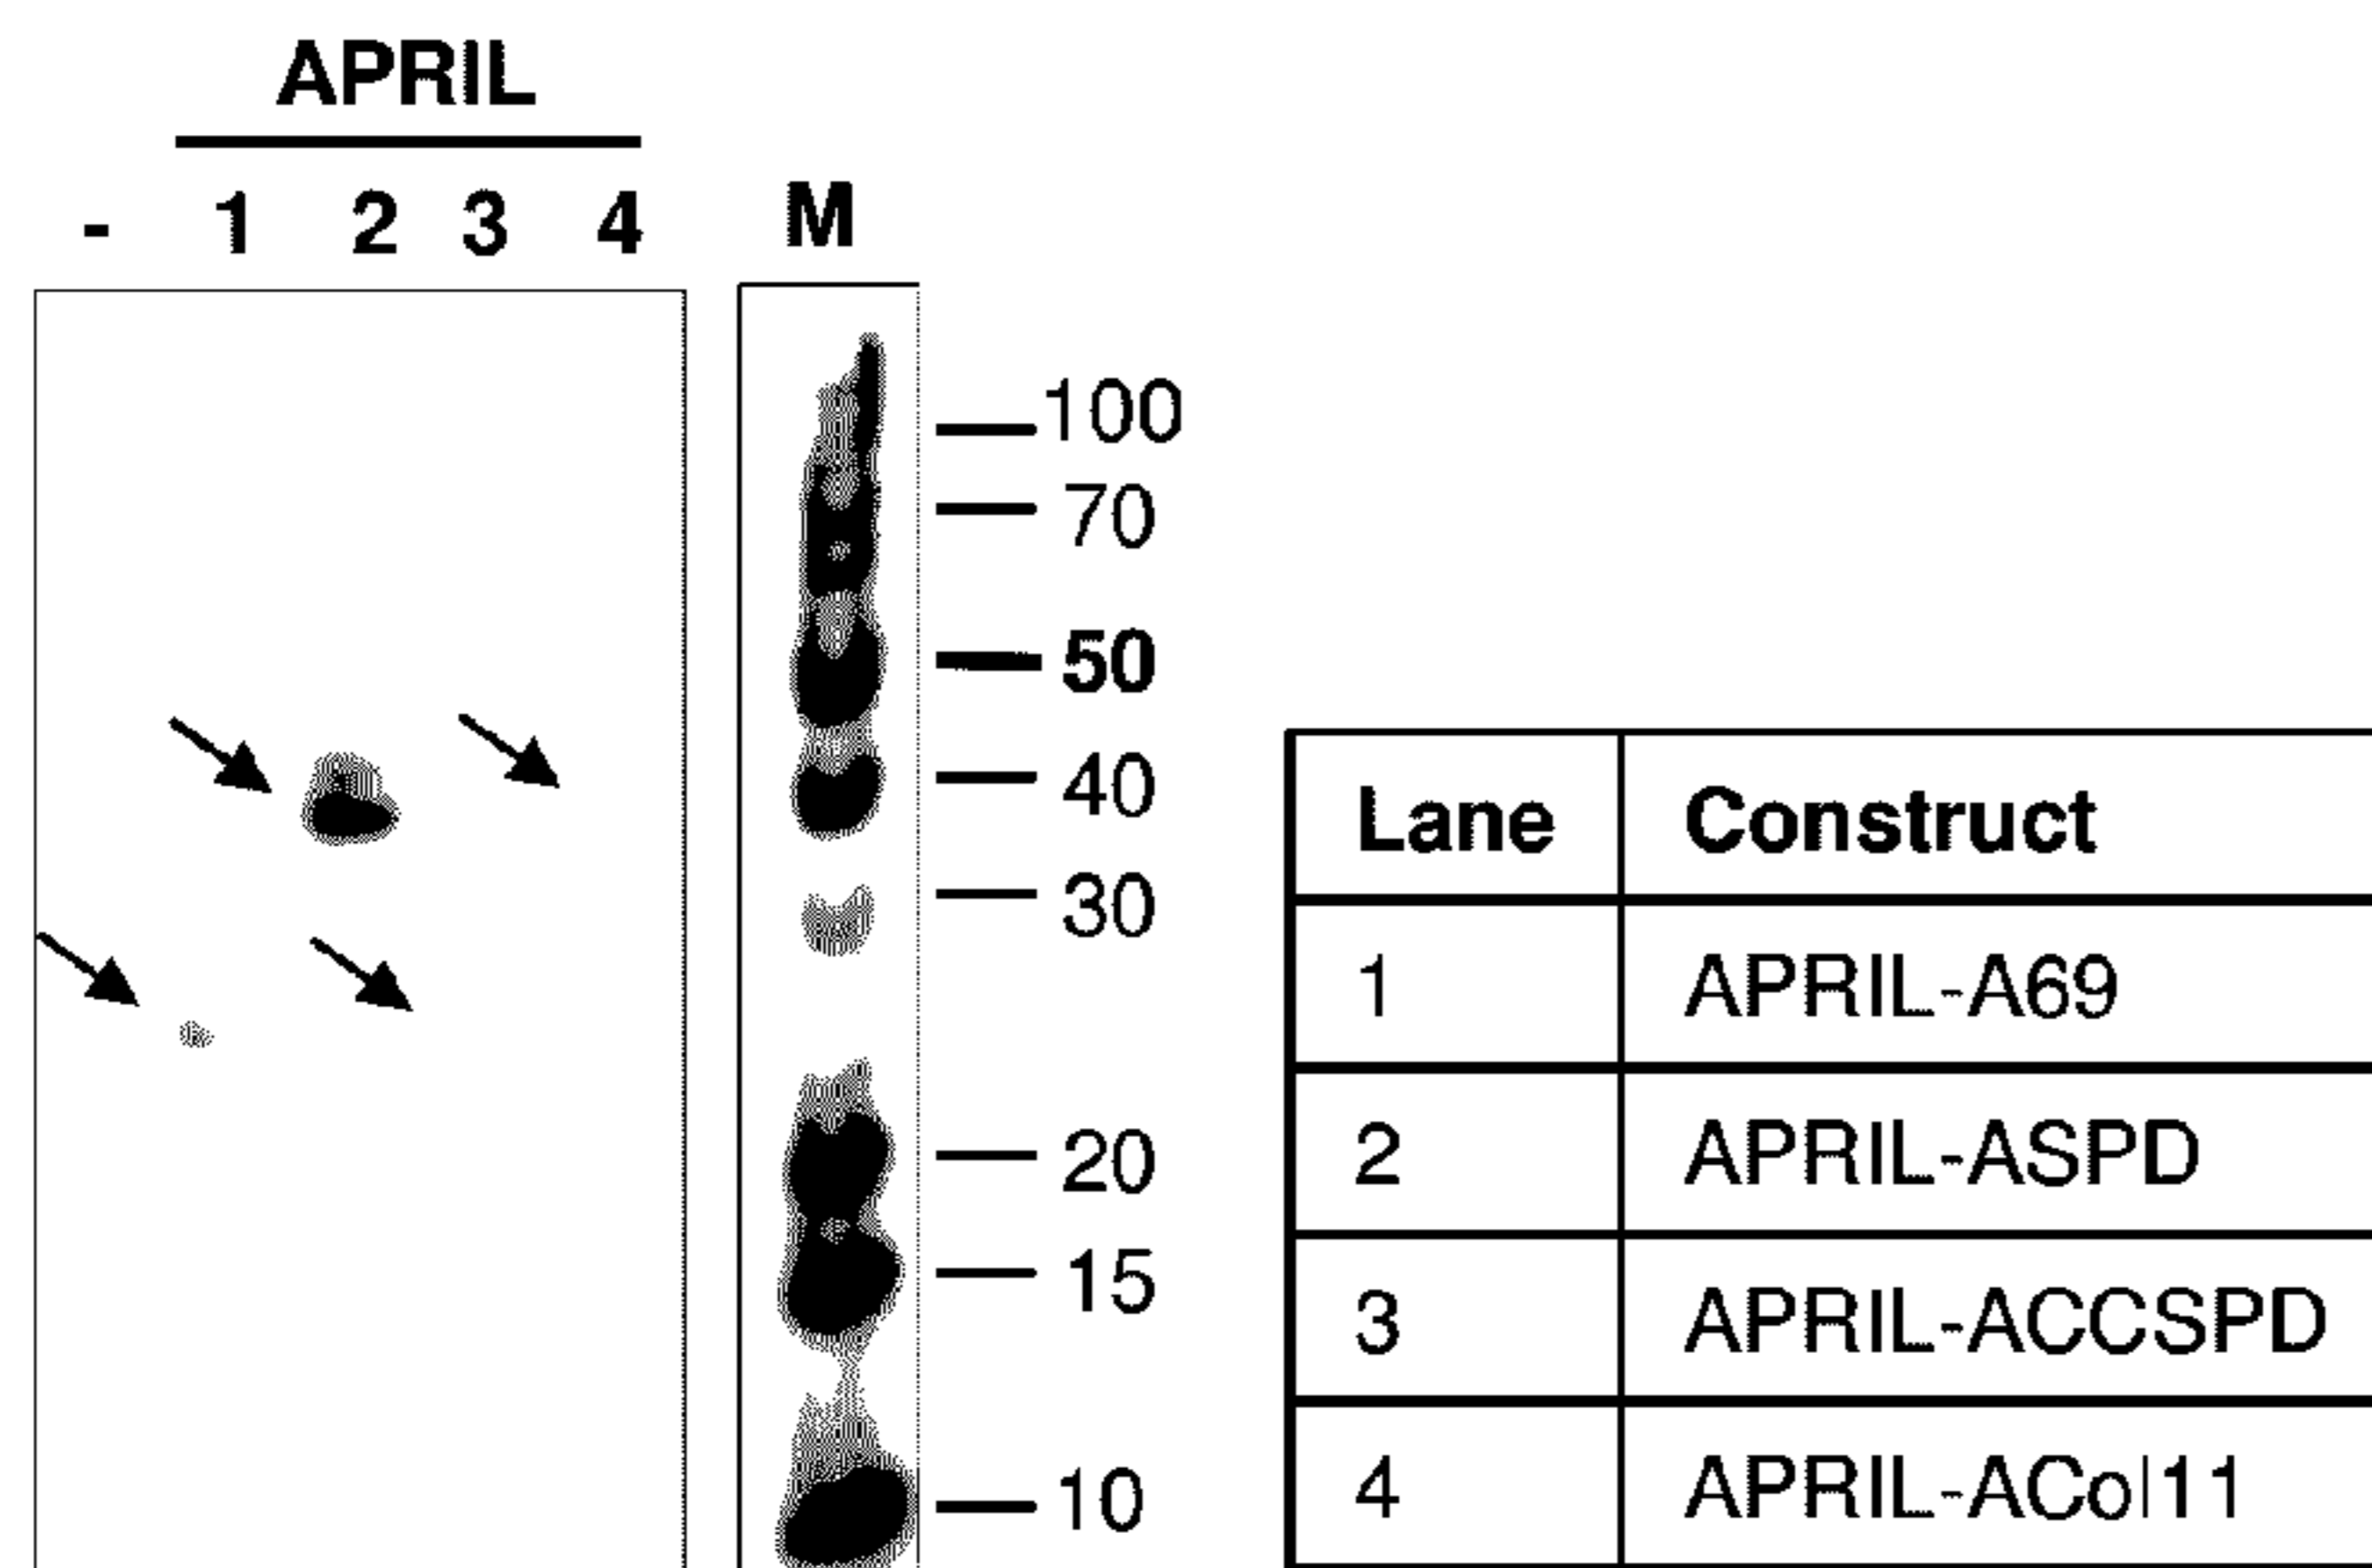 APRIL
- 1 2 3 4 M
100
70
50
40
30
20
15
10
Lane Construct
1 APRIL-A69
2 APRIL-ASPD
3 APRIL-ACCSPD
4 APRIL-ACol11